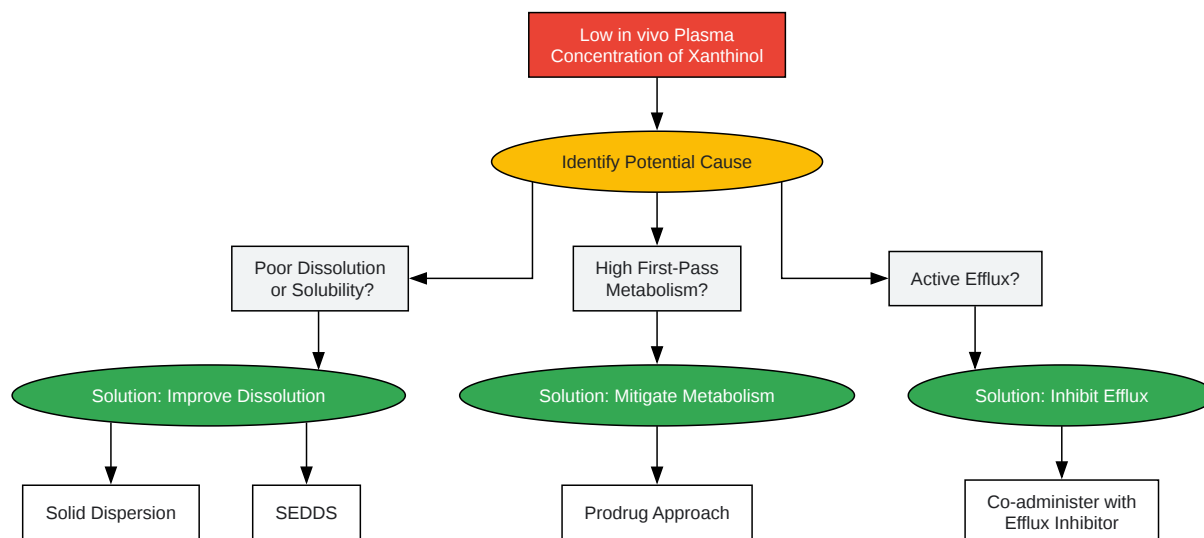 Low in vivo Plasma
Concentration of Xanthinol
Identify Potential Cause
Poor Dissolution
or Solubility?
High First-Pass
Metabolism?
Active Efflux?
Solution: Improve Dissolution
Solution: Mitigate Metabolism
Solution: Inhibit Efflux
Solid Dispersion
SEDDS
Prodrug Approach
Co-administer with
Efflux Inhibitor